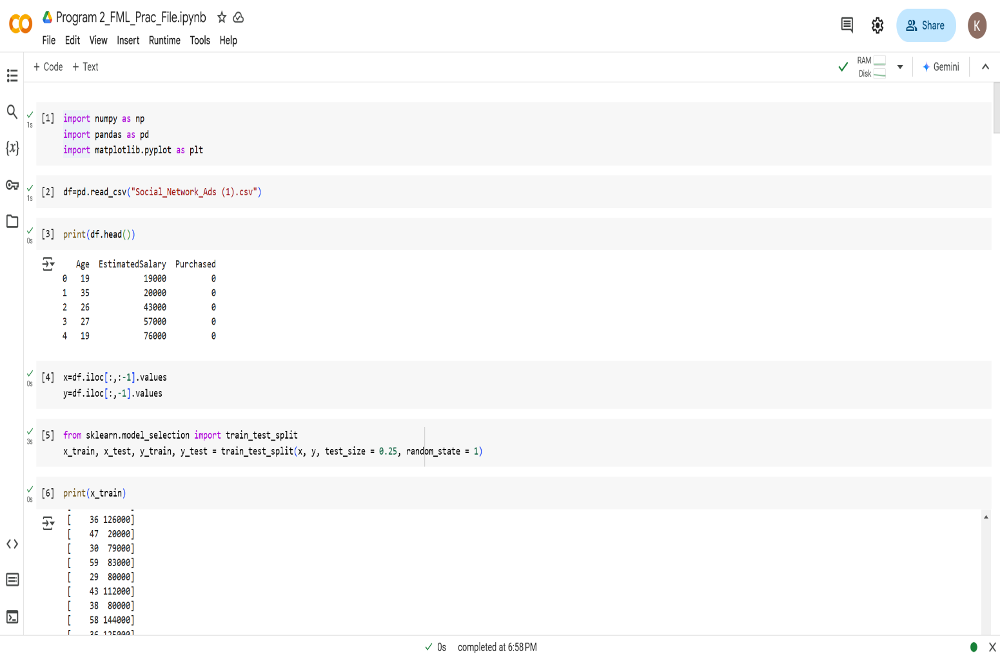 Program 2_FML_Prac_File.ipynb
File Edit View Insert Runtime Tools Help
Share
K
+ Code + Text
RAM
Disk
Gemini
1s
[1] import numpy as np
import pandas as pd
import matplotlib.pyplot as plt
1s
[2] df=pd.read_csv("Social_Network_Ads (1).csv")
0s
[3] print(df.head())
Age EstimatedSalary Purchased
0 19 19000 0
1 35 20000 0
2 26 43000 0
3 27 57000 0
4 19 76000 0
0s
[4] x=df.iloc[:,:-1].values
y=df.iloc[:,-1].values
3s
[5] from sklearn.model_selection import train_test_split
x_train, x_test, y_train, y_test = train_test_split(x, y, test_size = 0.25, random_state = 1)
0s
[6] print(x_train)
[ 36 126000]
[ 47 20000]
[ 30 79000]
[ 59 83000]
[ 29 80000]
[ 43 112000]
[ 38 80000]
[ 58 144000]
[ 36 125000]
0s completed at 6:58 PM